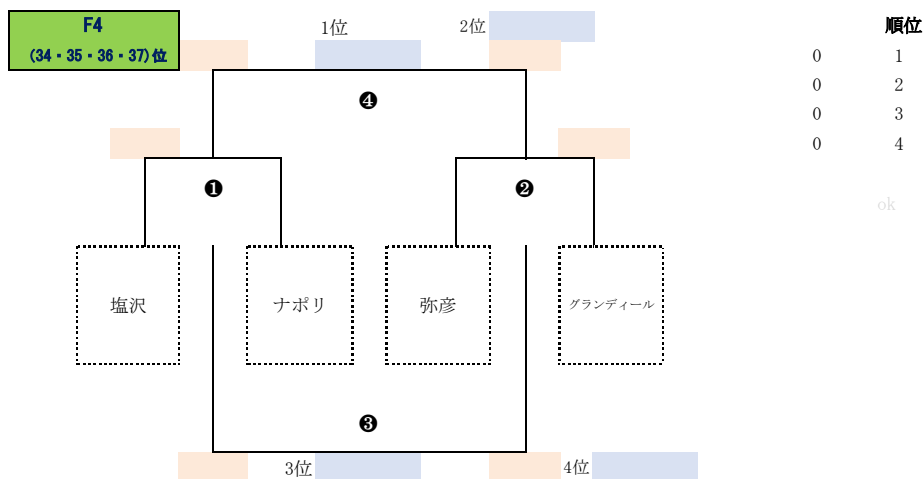 F4
(34・35・36・37)位
1位
2位
順位
0 1
0 2
0 3
0 4
❹
❶
❷
ok
塩沢
ナポリ
弥彦
グランディール
❸
3位
4位